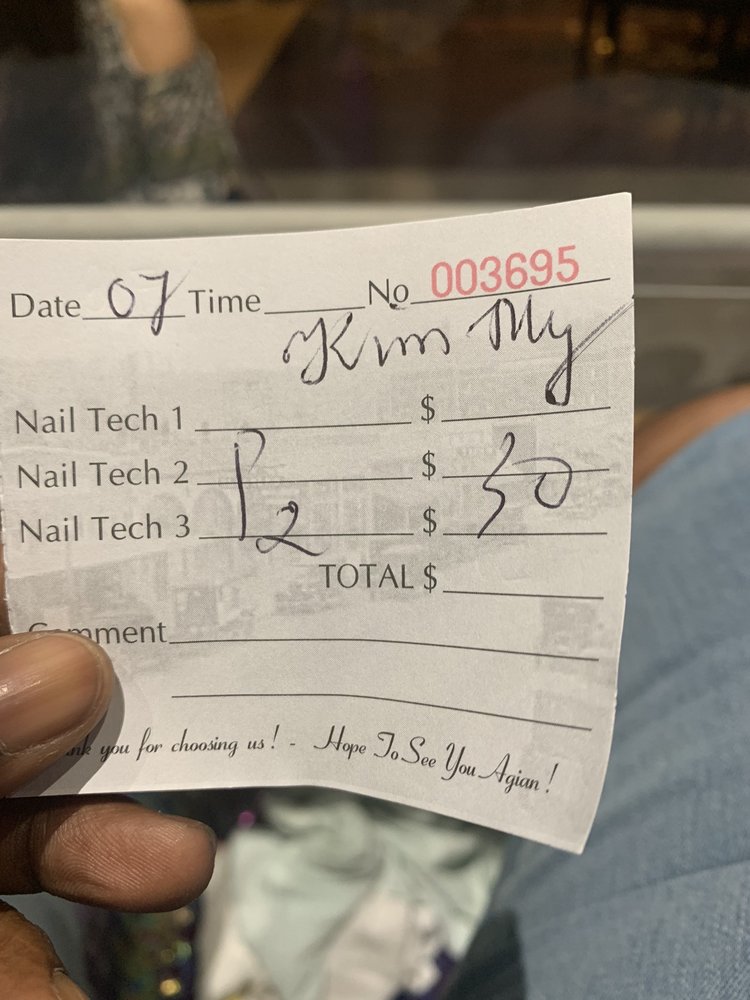 Date 07 Time No 003695
Kim My
Nail Tech 1 $
Nail Tech 2 $
P2 30
Nail Tech 3 $
TOTAL $
Comment
you for choosing us! - Hope To See You Agian!